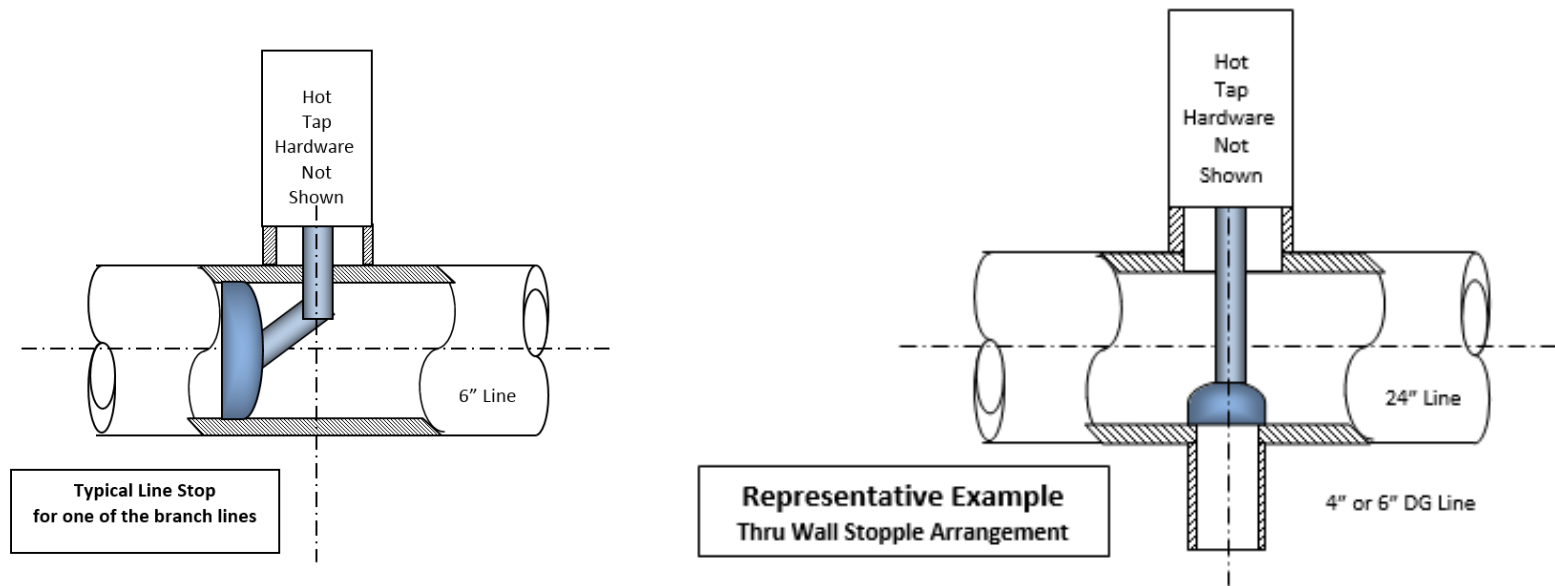 Hot
Tap
Hardware
Not
Shown
6” Line
Typical Line Stop
for one of the branch lines
Hot
Tap
Hardware
Not
Shown
24” Line
4” or 6” DG Line
Representative Example
Thru Wall Stopple Arrangement